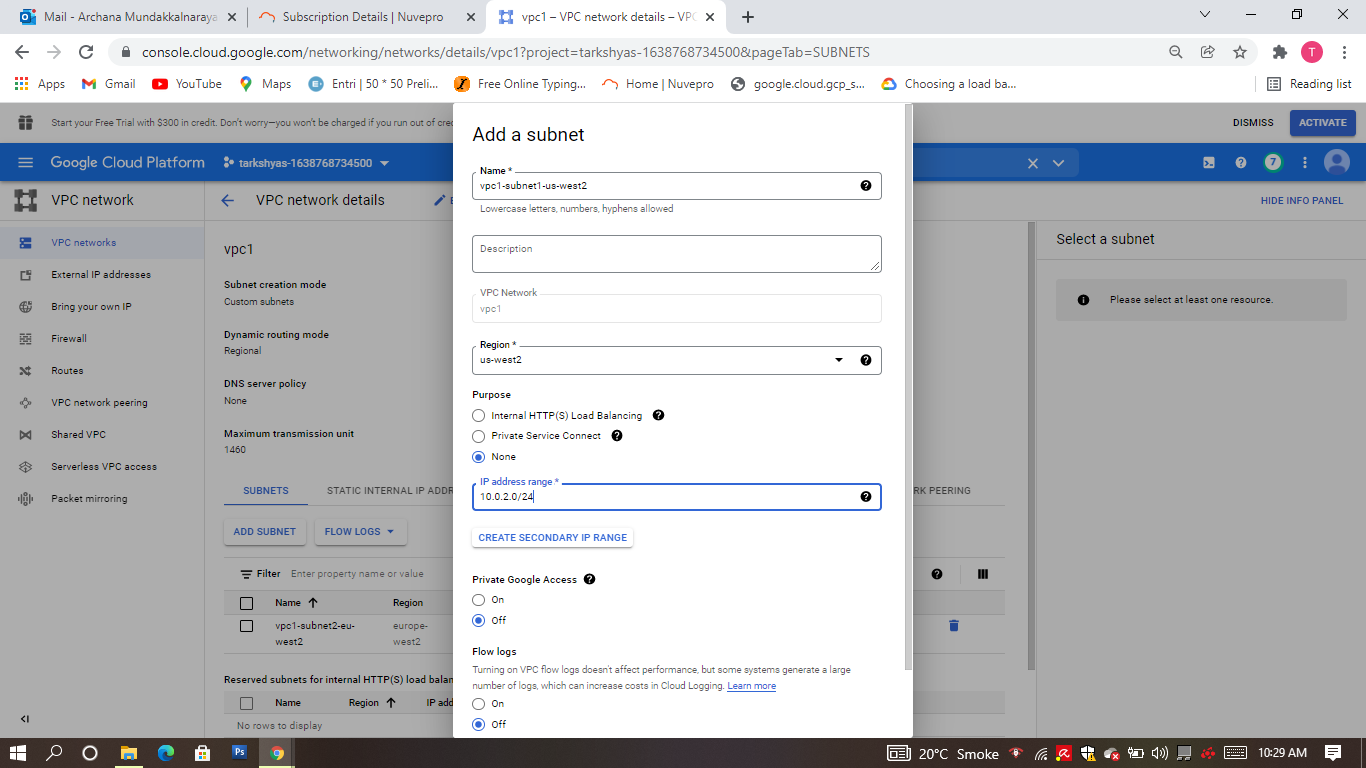 Mail - Archana Mundakkalnaraya
Subscription Details | Nuvepro
vpc1 – VPC network details – VPC
console.cloud.google.com/networking/networks/details/vpc1?project=tarkshyas-1638768734500&pageTab=SUBNETS
T
Apps
Gmail
YouTube
Maps
Entri | 50 * 50 Preli...
Free Online Typing...
Home | Nuvepro
google.cloud.gcp_s...
Choosing a load ba...
Reading list
Start your Free Trial with $300 in credit. Don't worry—you won't be charged if you run out of cre
DISMISS
ACTIVATE
Google Cloud Platform
tarkshyas-1638768734500
7
VPC network
VPC network details
HIDE INFO PANEL
VPC networks
External IP addresses
Bring your own IP
Firewall
Routes
VPC network peering
Shared VPC
Serverless VPC access
Packet mirroring
vpc1
Subnet creation mode
Custom subnets
Dynamic routing mode
Regional
DNS server policy
None
Maximum transmission unit
1460
SUBNETS
STATIC INTERNAL IP ADDR
RK PEERING
ADD SUBNET
FLOW LOGS
Filter
Enter property name or value
Name
Region
vpc1-subnet2-eu-
west2
europe-
west2
Reserved subnets for internal HTTP(S) load balan
Name
Region
IP add
No rows to display
Add a subnet
Name *
vpc1-subnet1-us-west2
Lowercase letters, numbers, hyphens allowed
Description
VPC Network
vpc1
Region *
us-west2
Purpose
Internal HTTP(S) Load Balancing
Private Service Connect
None
IP address range *
10.0.2.0/24
CREATE SECONDARY IP RANGE
Private Google Access
On
Off
Flow logs
Turning on VPC flow logs doesn't affect performance, but some systems generate a large
number of logs, which can increase costs in Cloud Logging. Learn more
On
Off
Select a subnet
Please select at least one resource.
Ps
20°C Smoke
10:29 AM